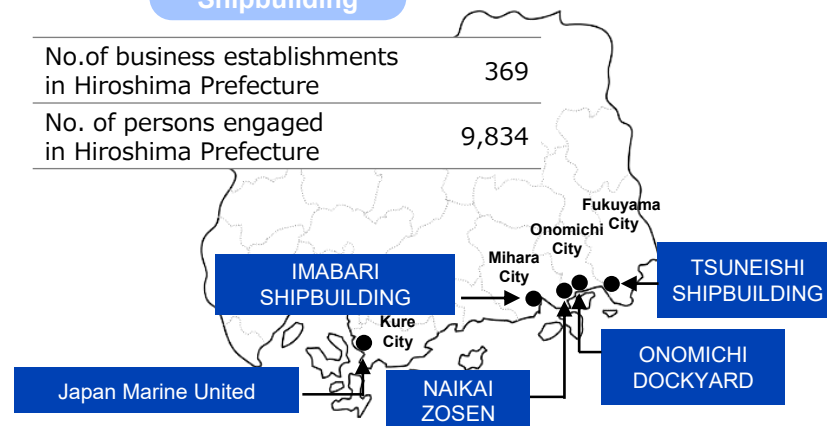 Shipbuilding
No.of business establishments
in Hiroshima Prefecture
369
No. of persons engaged
in Hiroshima Prefecture
9,834
Fukuyama
City
Onomichi
City
Mihara
City
IMABARI
SHIPBUILDING
TSUNEISHI
SHIPBUILDING
Kure
City
ONOMICHI
DOCKYARD
Japan Marine United
NAIKAI
ZOSEN